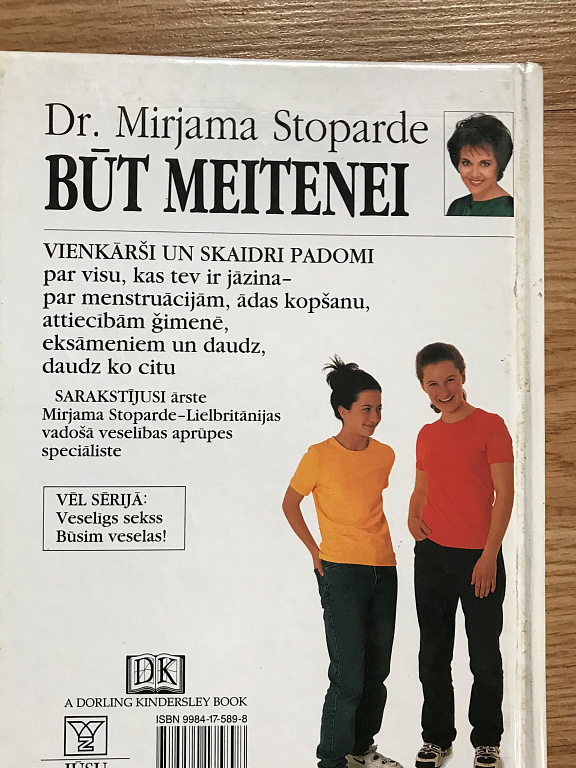 Dr. Mirjama Stoparde
BŪT MEITENEI
VIENKĀRŠI UN SKAIDRI PADOMI
par visu, kas tev ir jāzina–
par menstruācijām, ādas kopšanu,
attiecībām ğimenē,
eksāmeniem un daudz,
daudz ko citu
SARAKSTĪJUSI ārste
Mirjama Stoparde–Lielbritānijas
vadošā veselības aprūpes
speciāliste
VĒL SĒRIJĀ:
Veselīgs sekss
Būsim veselas!
DK
A DORLING KINDERSLEY BOOK
ISBN 9984-17-589-8
JŪSU